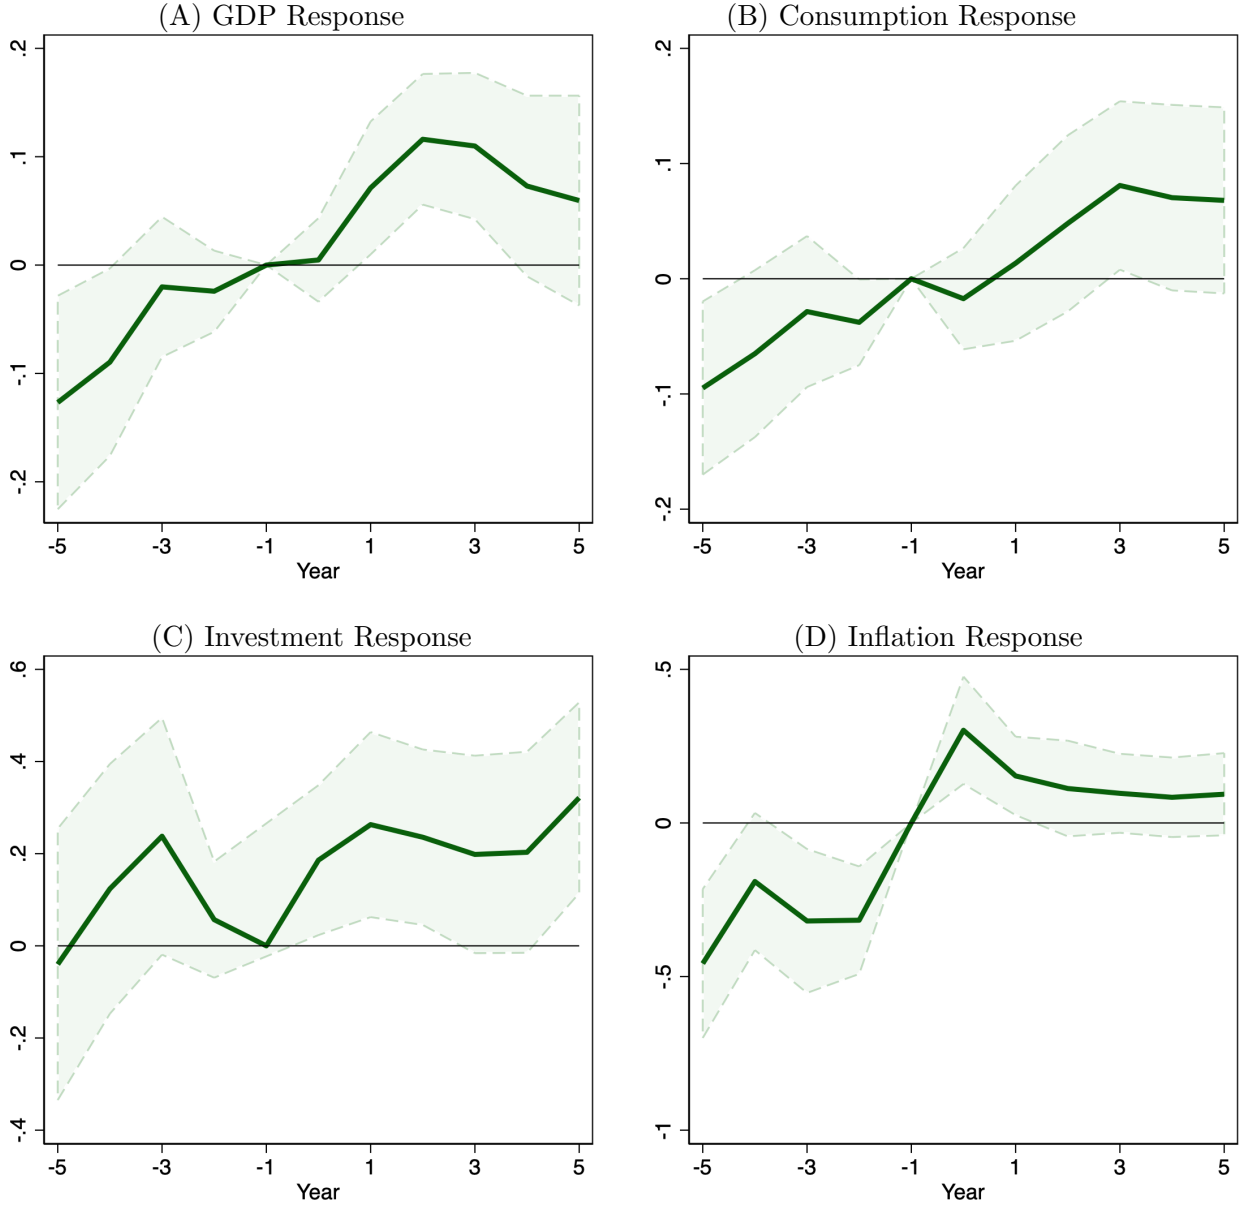 (A) GDP Response
.2
.1
0
-.1
-.2
-5 -3 -1 1 3 5
Year
(B) Consumption Response
.2
.1
0
-.1
-.2
-5 -3 -1 1 3 5
Year
(C) Investment Response
.6
.4
.2
0
-.2
-.4
-5 -3 -1 1 3 5
Year
(D) Inflation Response
.5
0
-.5
-1
-5 -3 -1 1 3 5
Year